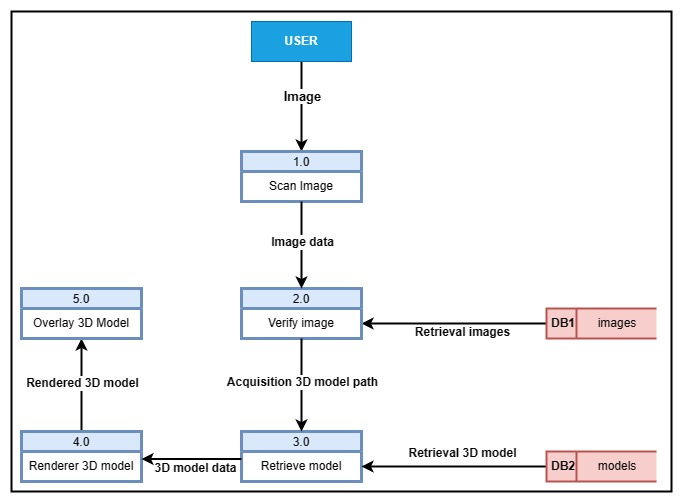 USER
Image
1.0
Scan Image
Image data
5.0
Overlay 3D Model
2.0
Verify image
Retrieval images
DB1
images
Rendered 3D model
Acquisition 3D model path
4.0
Renderer 3D model
3D model data
3.0
Retrieve model
Retrieval 3D model
DB2
models